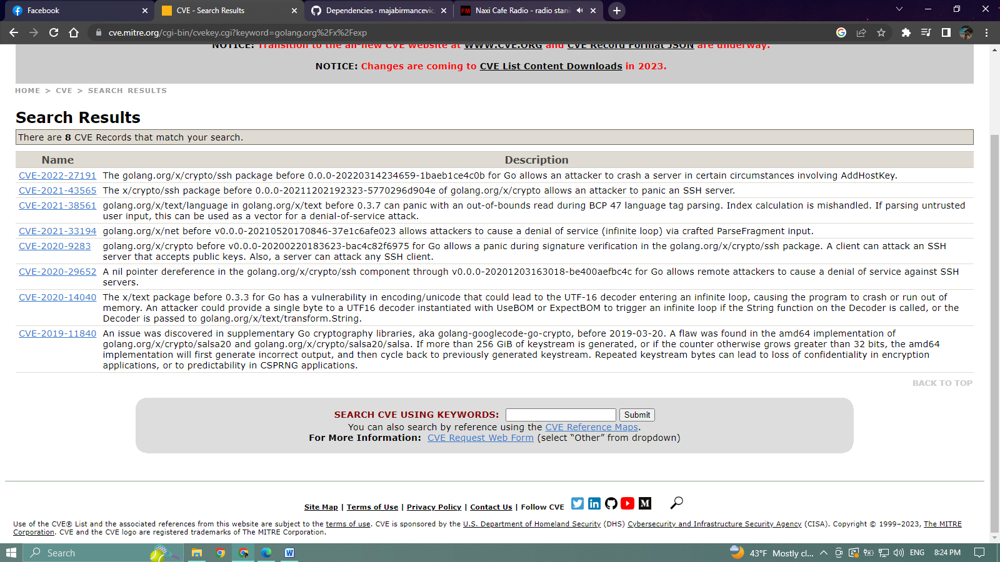 Facebook
CVE - Search Results
Dependencies · majabirmancevic/
Naxi Cafe Radio - radio stani
cve.mitre.org/cgi-bin/cvekey.cgi?keyword=golang.org%2Fx%2Fexp
NOTICE: Transition to the all-new CVE website at WWW.CVE.ORG and CVE Record Format JSON are underway.
NOTICE: Changes are coming to CVE List Content Downloads in 2023.
HOME > CVE > SEARCH RESULTS
Search Results
There are 8 CVE Records that match your search.
Name Description
CVE-2022-27191 The golang.org/x/crypto/ssh package before 0.0.0-20220314234659-1baeb1ce4c0b for Go allows an attacker to crash a server in certain circumstances involving AddHostKey.
CVE-2021-43565 The x/crypto/ssh package before 0.0.0-20211202192323-5770296d904e of golang.org/x/crypto allows an attacker to panic an SSH server.
CVE-2021-38561 golang.org/x/text/language in golang.org/x/text before 0.3.7 can panic with an out-of-bounds read during BCP 47 language tag parsing. Index calculation is mishandled. If parsing untrusted
user input, this can be used as a vector for a denial-of-service attack.
CVE-2021-33194 golang.org/x/net before v0.0.0-20210520170846-37e1c6afe023 allows attackers to cause a denial of service (infinite loop) via crafted ParseFragment input.
CVE-2020-9283 golang.org/x/crypto before v0.0.0-20200220183623-bac4c82f6975 for Go allows a panic during signature verification in the golang.org/x/crypto/ssh package. A client can attack an SSH
server that accepts public keys. Also, a server can attack any SSH client.
CVE-2020-29652 A nil pointer dereference in the golang.org/x/crypto/ssh component through v0.0.0-20201203163018-be400aefbc4c for Go allows remote attackers to cause a denial of service against SSH
servers.
CVE-2020-14040 The x/text package before 0.3.3 for Go has a vulnerability in encoding/unicode that could lead to the UTF-16 decoder entering an infinite loop, causing the program to crash or run out of
memory. An attacker could provide a single byte to a UTF16 decoder instantiated with UseBOM or ExpectBOM to trigger an infinite loop if the String function on the Decoder is called, or the
Decoder is passed to golang.org/x/text/transform.String.
CVE-2019-11840 An issue was discovered in supplementary Go cryptography libraries, aka golang-googlecode-go-crypto, before 2019-03-20. A flaw was found in the amd64 implementation of
golang.org/x/crypto/salsa20 and golang.org/x/crypto/salsa20/salsa. If more than 256 GiB of keystream is generated, or if the counter otherwise grows greater than 32 bits, the amd64
implementation will first generate incorrect output, and then cycle back to previously generated keystream. Repeated keystream bytes can lead to loss of confidentiality in encryption
applications, or to predictability in CSPRNG applications.
BACK TO TOP
SEARCH CVE USING KEYWORDS: Submit
You can also search by reference using the CVE Reference Maps.
For More Information: CVE Request Web Form (select “Other” from dropdown)
Site Map | Terms of Use | Privacy Policy | Contact Us | Follow CVE
Use of the CVE® List and the associated references from this website are subject to the terms of use. CVE is sponsored by the U.S. Department of Homeland Security (DHS) Cybersecurity and Infrastructure Security Agency (CISA). Copyright © 1999–2023, The MITRE
Corporation. CVE and the CVE logo are registered trademarks of The MITRE Corporation.
Search 43°F Mostly cl... ENG 8:24 PM